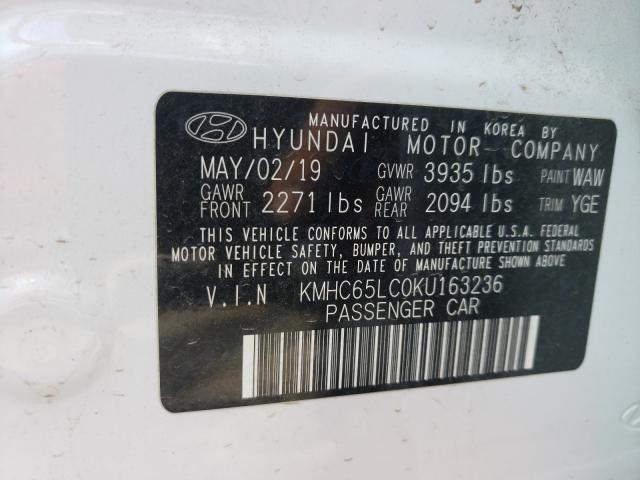 MANUFACTURED IN KOREA BY
HYUNDAI MOTOR COMPANY
MAY/02/19 GVWR 3935 lbs PAINT WAW
GAWR FRONT 2271 lbs GAWR REAR 2094 lbs TRIM YGE
THIS VEHICLE CONFORMS TO ALL APPLICABLE U.S.A. FEDERAL
MOTOR VEHICLE SAFETY, BUMPER, AND THEFT PREVENTION STANDARDS
IN EFFECT ON THE DATE OF MANUFACTURE SHOWN ABOVE
V.I.N KMHC65LC0KU163236
PASSENGER CAR